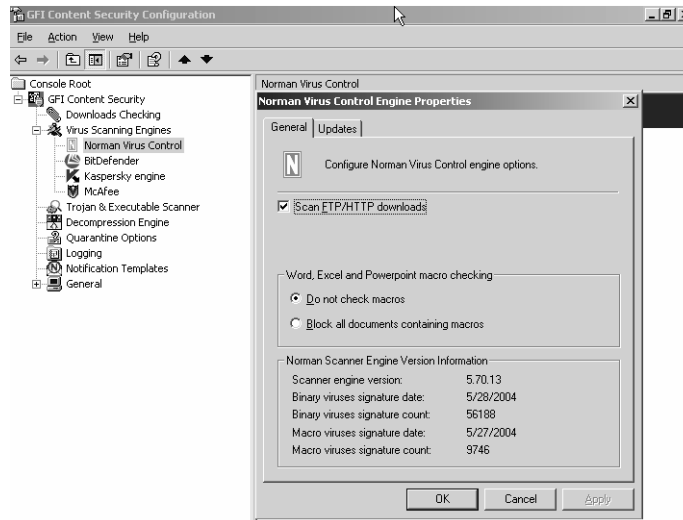 GFI Content Security Configuration
File Action View Help
Console Root
GFI Content Security
Downloads Checking
Virus Scanning Engines
Norman Virus Control
BitDefender
Kaspersky engine
McAfee
Trojan & Executable Scanner
Decompression Engine
Quarantine Options
Logging
Notification Templates
General
Norman Virus Control
Norman Virus Control Engine Properties
General Updates
Configure Norman Virus Control engine options.
Scan FTP/HTTP downloads
Word, Excel and Powerpoint macro checking
Do not check macros
Block all documents containing macros
Norman Scanner Engine Version Information
Scanner engine version: 5.70.13
Binary viruses signature date: 5/28/2004
Binary viruses signature count: 56188
Macro viruses signature date: 5/27/2004
Macro viruses signature count: 9746
OK Cancel Apply